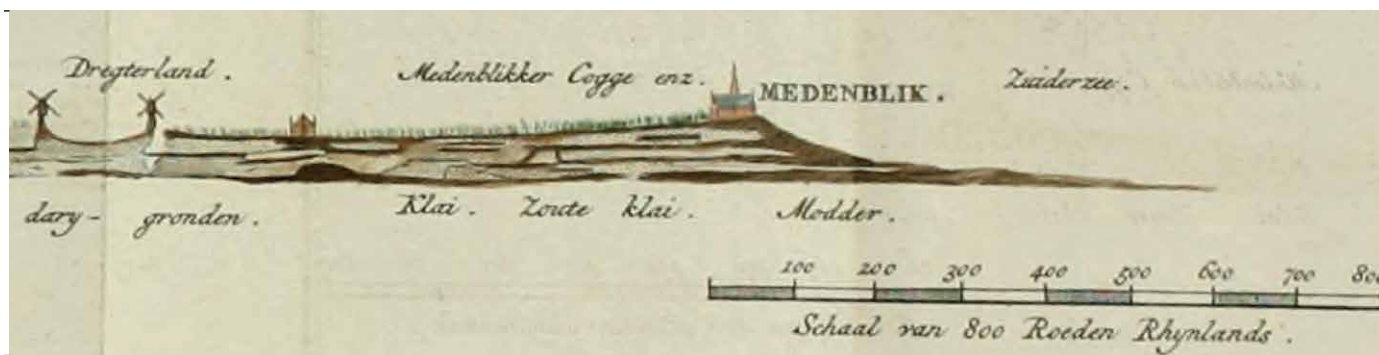 Dregterland.
Medenblikker Cogge enz.
MEDENBLIK.
Zuiderzee.
dary-gronden.
Klai. Zoute klai.
Modder.
100 200 300 400 500 600 700 800
Schaal van 800 Roeden Rhynlands.